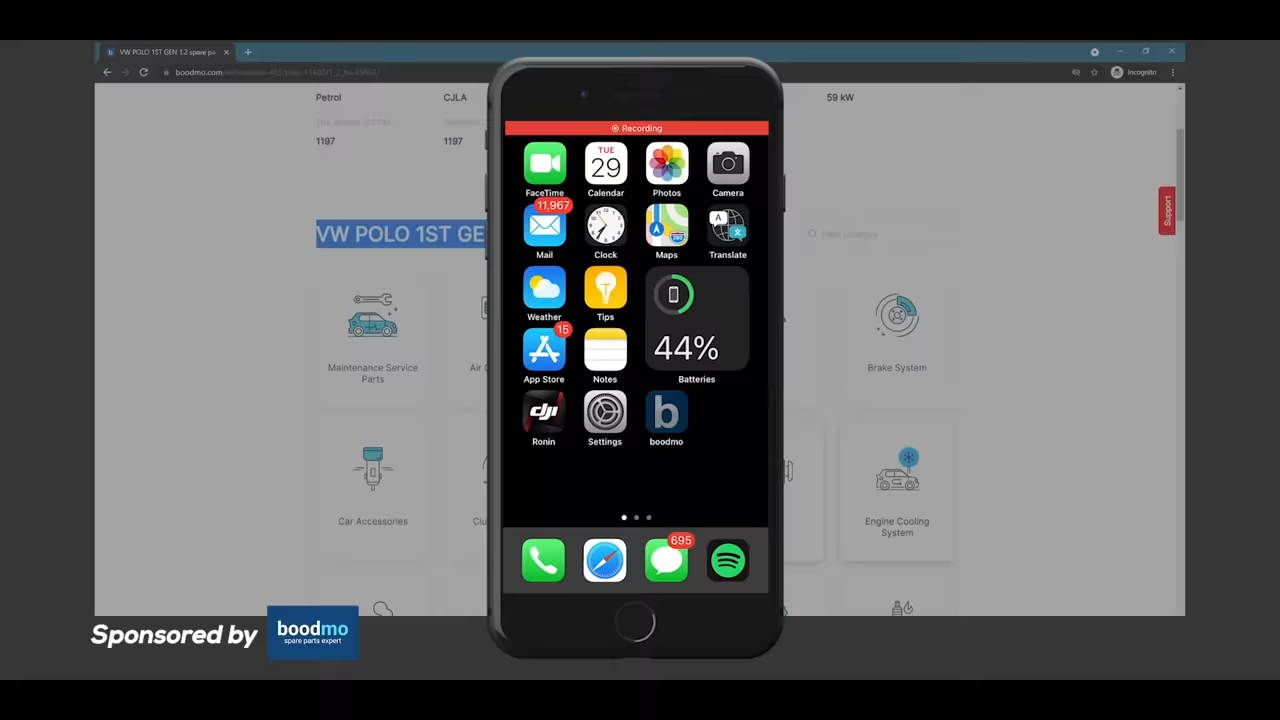 VW POLO 1ST GEN 1.2 spare pa
boodmo.com
Incognito
Petrol
CJLA
59 kW
1197
1197
Support
VW POLO 1ST GE
Maintenance Service
Parts
Air C
Brake System
Car Accessories
Clu
Engine Cooling
System
Recording
TUE
29
FaceTime
Calendar
Photos
Camera
11,967
A
Mail
Clock
Maps
Translate
Weather
Tips
44%
15
App Store
Notes
Batteries
dji
b
Ronin
Settings
boodmo
695
Sponsored by
boodmo
spare parts expert